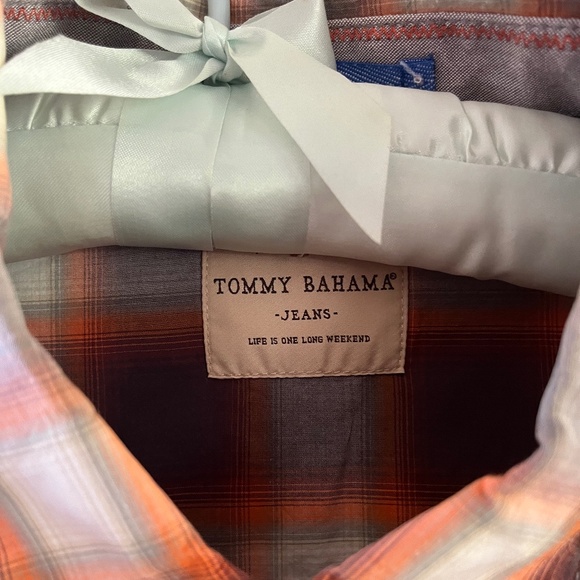 TOMMY BAHAMA®
-JEANS-
LIFE IS ONE LONG WEEKEND